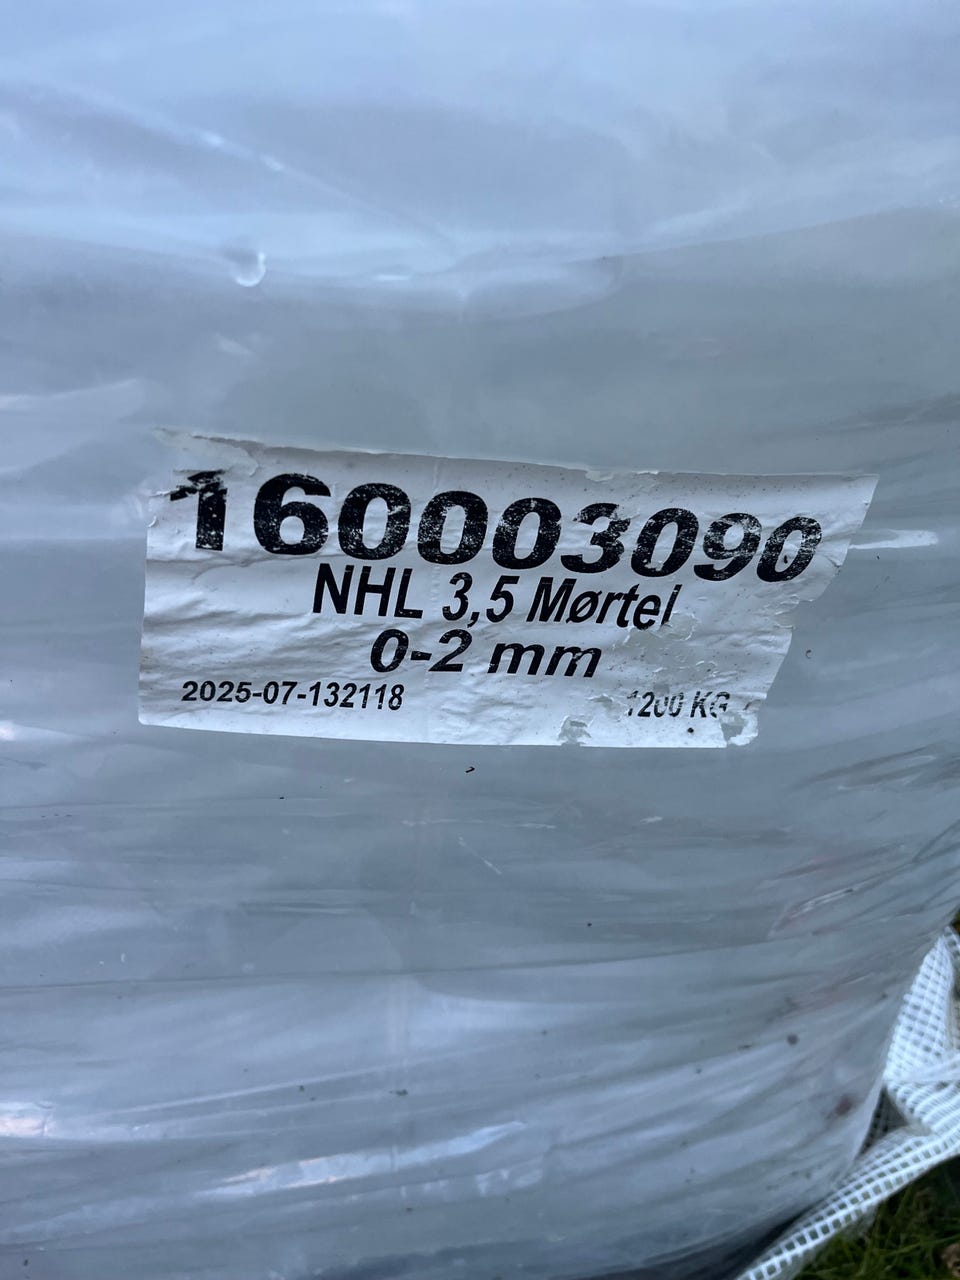 160003090
NHL 3,5 Mørtel
0-2 mm
2025-07-132118 1200 KG